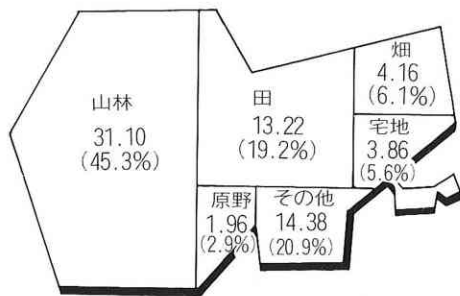 山林
31.10
(45.3%)
田
13.22
(19.2%)
畑
4.16
(6.1%)
宅地
3.86
(5.6%)
原野
1.96
(2.9%)
その他
14.38
(20.9%)